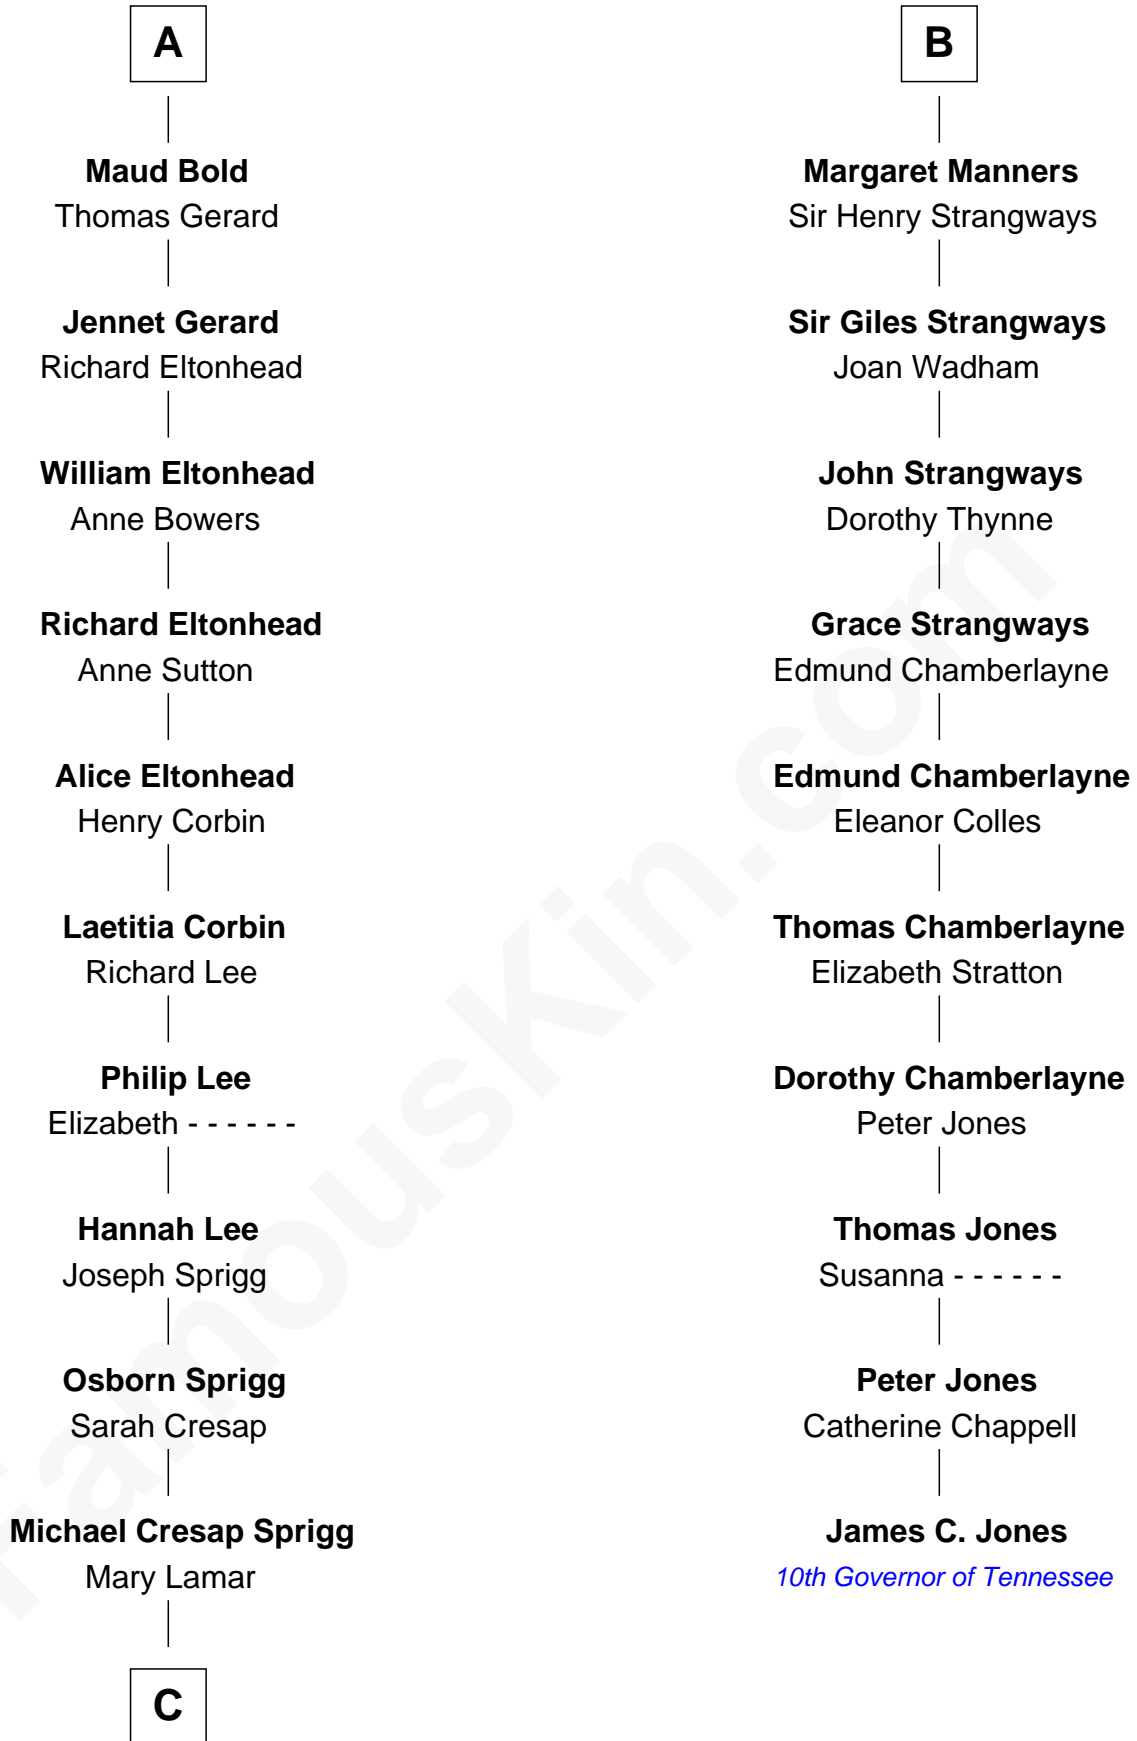 A
Maud Bold
Thomas Gerard
Jennet Gerard
Richard Eltonhead
William Eltonhead
Anne Bowers
Richard Eltonhead
Anne Sutton
Alice Eltonhead
Henry Corbin
Laetitia Corbin
Richard Lee
Philip Lee
Elizabeth - - - - - -
Hannah Lee
Joseph Sprigg
Osborn Sprigg
Sarah Cresap
Michael Cresap Sprigg
Mary Lamar
C
B
Margaret Manners
Sir Henry Strangways
Sir Giles Strangways
Joan Wadham
John Strangways
Dorothy Thynne
Grace Strangways
Edmund Chamberlayne
Edmund Chamberlayne
Eleanor Colles
Thomas Chamberlayne
Elizabeth Stratton
Dorothy Chamberlayne
Peter Jones
Thomas Jones
Susanna - - - - - -
Peter Jones
Catherine Chappell
James C. Jones
10th Governor of Tennessee
FamousKin.com